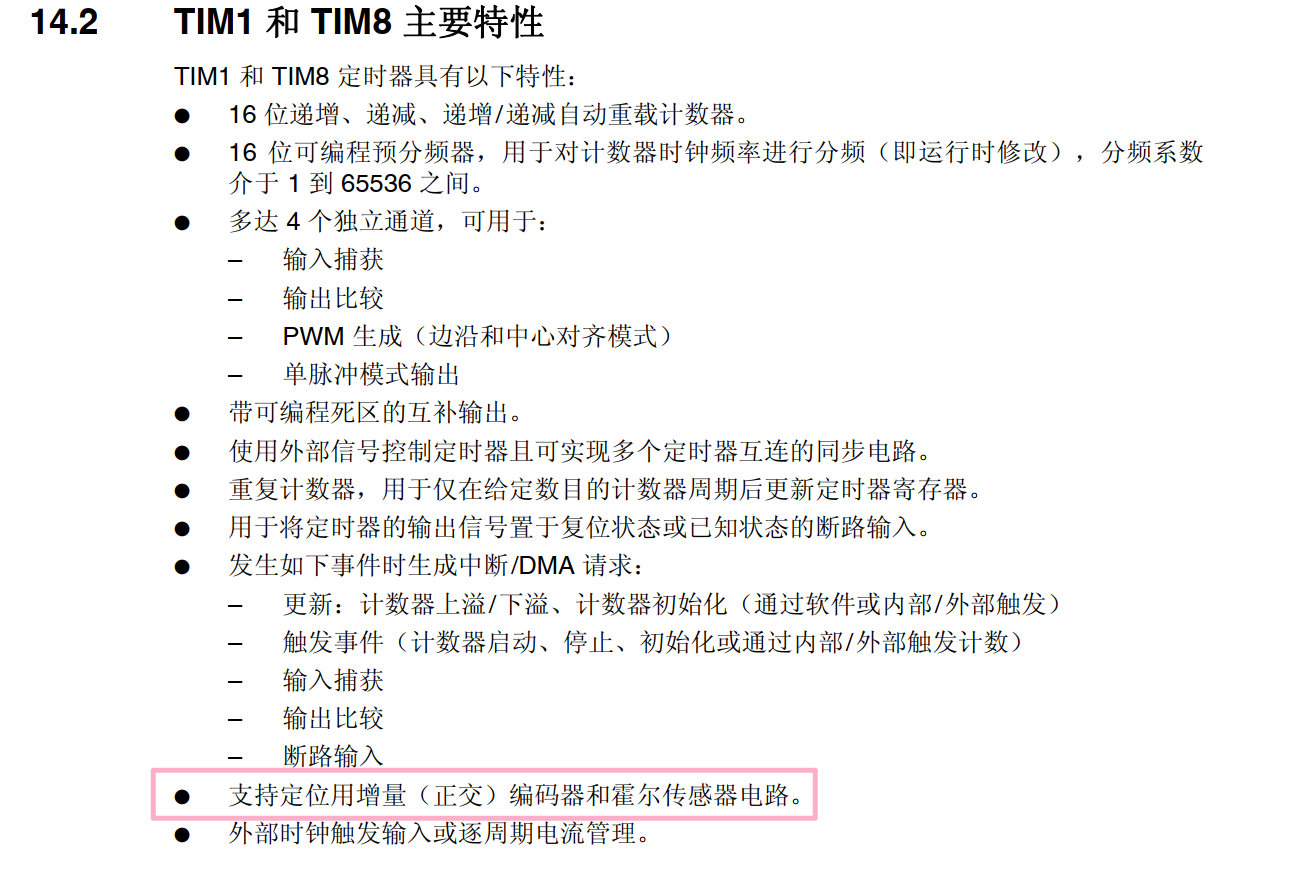 14.2 TIM1 和 TIM8 主要特性
TIM1 和 TIM8 定时器具有以下特性：
● 16 位递增、递减、递增/递减自动重载计数器。
● 16 位可编程预分频器，用于对计数器时钟频率进行分频（即运行时修改），分频系数
介于 1 到 65536 之间。
● 多达 4 个独立通道，可用于：
– 输入捕获
– 输出比较
– PWM 生成（边沿和中心对齐模式）
– 单脉冲模式输出
● 带可编程死区的互补输出。
● 使用外部信号控制定时器且可实现多个定时器互连的同步电路。
● 重复计数器，用于仅在给定数目的计数器周期后更新定时器寄存器。
● 用于将定时器的输出信号置于复位状态或已知状态的断路输入。
● 发生如下事件时生成中断/DMA 请求：
– 更新：计数器上溢/下溢、计数器初始化（通过软件或内部/外部触发）
– 触发事件（计数器启动、停止、初始化或通过内部/外部触发计数）
– 输入捕获
– 输出比较
– 断路输入
● 支持定位用增量（正交）编码器和霍尔传感器电路。
● 外部时钟触发输入或逐周期电流管理。